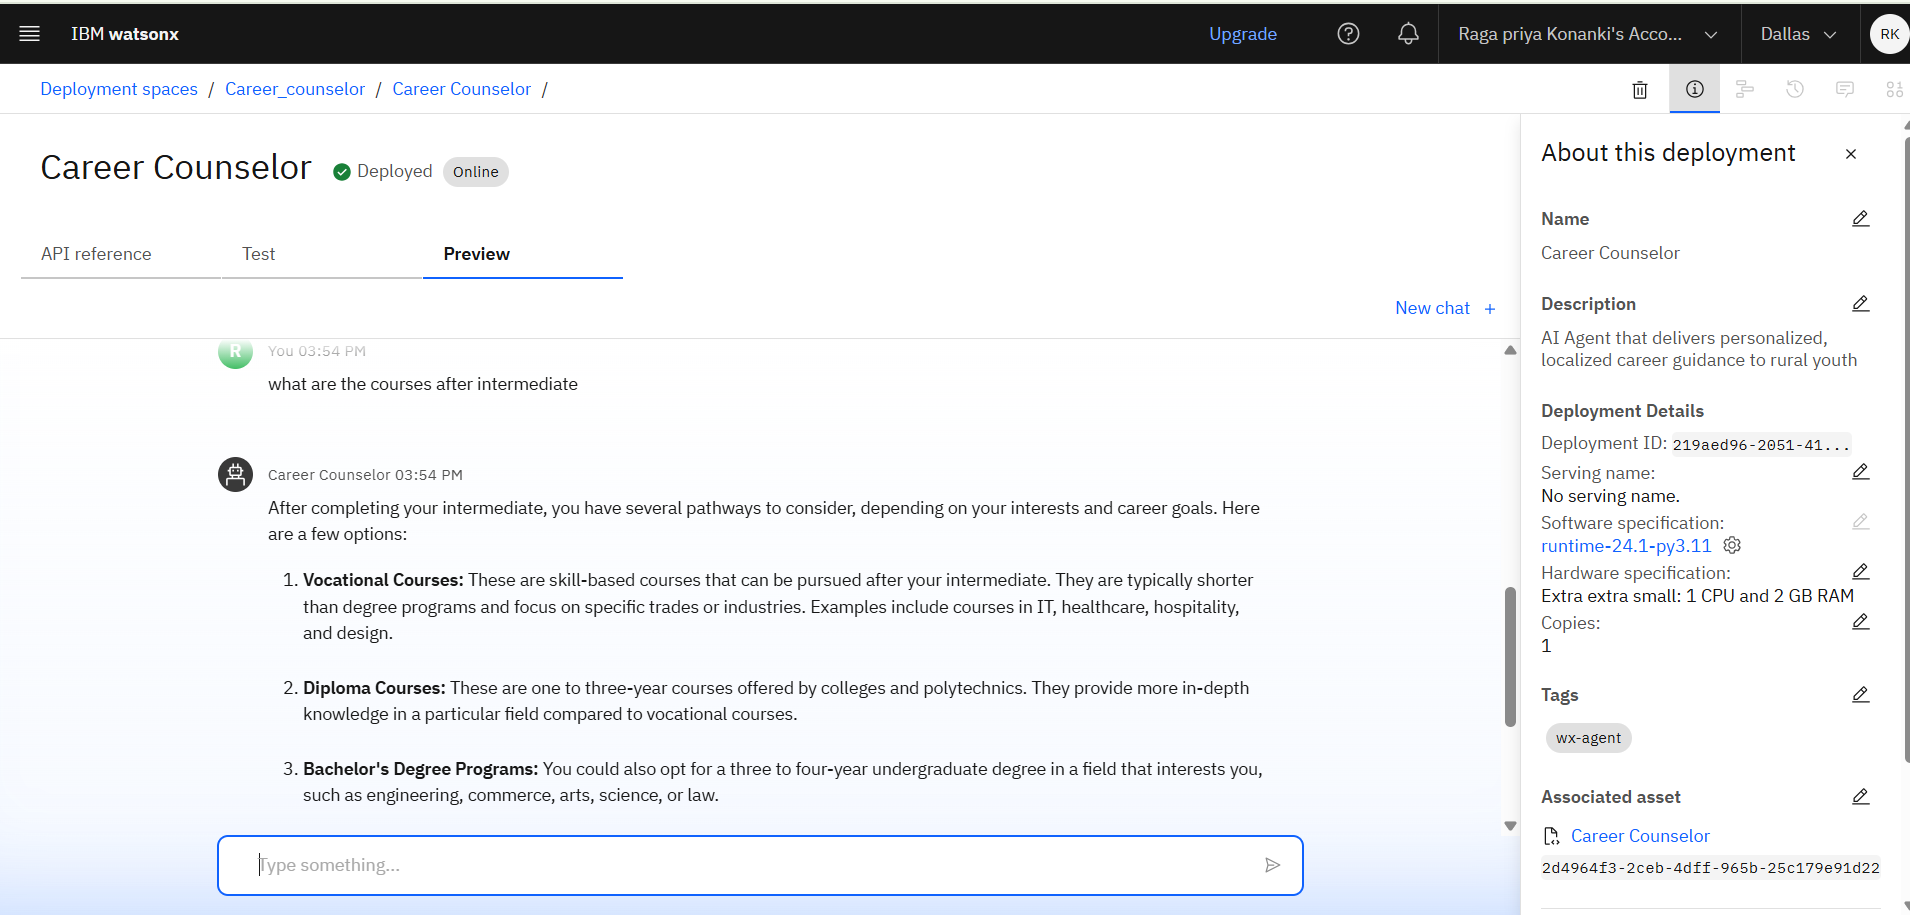 IBM watsonx
Upgrade
Raga priya Konanki's Acco...
Dallas
RK
Deployment spaces / Career_counselor / Career Counselor /
Career Counselor
Deployed
Online
API reference
Test
Preview
New chat +
R
You 03:54 PM
what are the courses after intermediate
Career Counselor 03:54 PM
After completing your intermediate, you have several pathways to consider, depending on your interests and career goals. Here
are a few options:
1. Vocational Courses: These are skill-based courses that can be pursued after your intermediate. They are typically shorter
than degree programs and focus on specific trades or industries. Examples include courses in IT, healthcare, hospitality,
and design.
2. Diploma Courses: These are one to three-year courses offered by colleges and polytechnics. They provide more in-depth
knowledge in a particular field compared to vocational courses.
3. Bachelor's Degree Programs: You could also opt for a three to four-year undergraduate degree in a field that interests you,
such as engineering, commerce, arts, science, or law.
Type something...
About this deployment
Name
Career Counselor
Description
AI Agent that delivers personalized,
localized career guidance to rural youth
Deployment Details
Deployment ID: 219aed96-2051-41...
Serving name:
No serving name.
Software specification:
runtime-24.1-py3.11
Hardware specification:
Extra extra small: 1 CPU and 2 GB RAM
Copies:
1
Tags
wx-agent
Associated asset
Career Counselor
2d4964f3-2ceb-4dff-965b-25c179e91d22